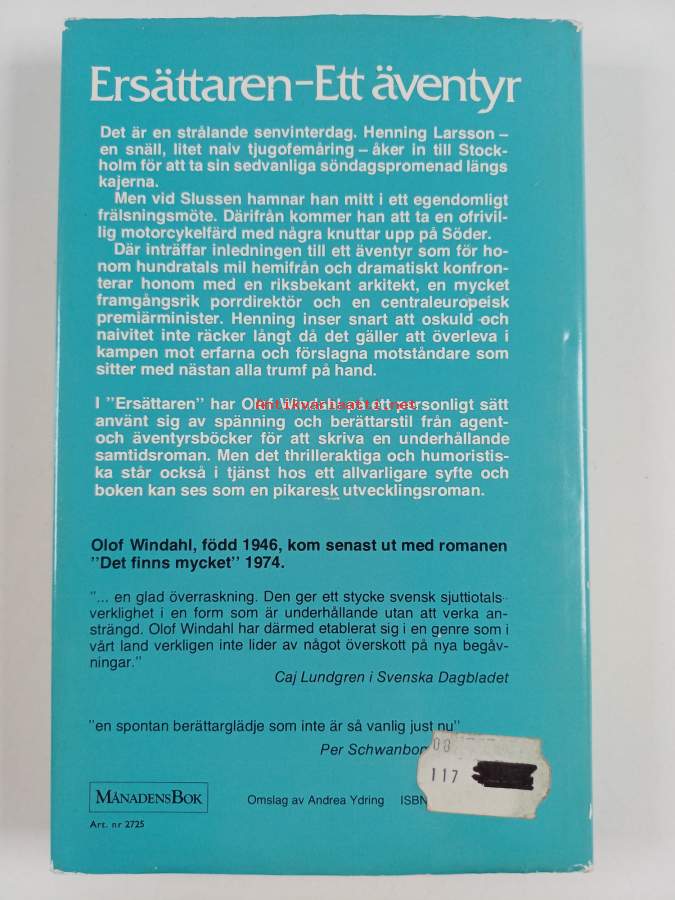 Ersättaren–Ett äventyr
Det är en strålande senvinterdag. Henning Larsson –
en snäll, litet naiv tjugofemåring – åker in till Stock-
holm för att ta sin sedvanliga söndagspromenad längs
kajerna.
Men vid Slussen hamnar han mitt i ett egendomligt
frälsningsmöte. Därifrån kommer han att ta en ofrivil-
lig motorcykelfärd med några knuttar upp på Söder.
Där inträffar inledningen till ett äventyr som för ho-
nom hundratals mil hemifrån och dramatiskt konfron-
terar honom med en riksbekant arkitekt, en mycket
framgångsrik porrdirektör och en centraleuropeisk
premiärminister. Henning inser snart att oskuld och
naivitet inte räcker långt då det gäller att överleva i
kampen mot erfarna och förslagna motståndare som
sitter med nästan alla trumf på hand.
I "Ersättaren" har Olof Windahl på ett personligt sätt
Antikvariaatti.net
använt sig av spänning och berättarstil från agent-
och äventyrsböcker för att skriva en underhållande
samtidsroman. Men det thrilleraktiga och humoristis-
ka står också i tjänst hos ett allvarligare syfte och
boken kan ses som en pikaresk utvecklingsroman.
Olof Windahl, född 1946, kom senast ut med romanen
"Det finns mycket" 1974.
"... en glad överraskning. Den ger ett stycke svensk sjuttiotals-
verklighet i en form som är underhållande utan att verka an-
strängd. Olof Windahl har därmed etablerat sig i en genre som i
vårt land verkligen inte lider av något överskott på nya begåv-
ningar."
Caj Lundgren i Svenska Dagbladet
"en spontan berättarglädje som inte är så vanlig just nu"
Per Schwanbo
08
117
MÅNADENSBOK
Omslag av Andrea Ydring ISBN
Art. nr 2725